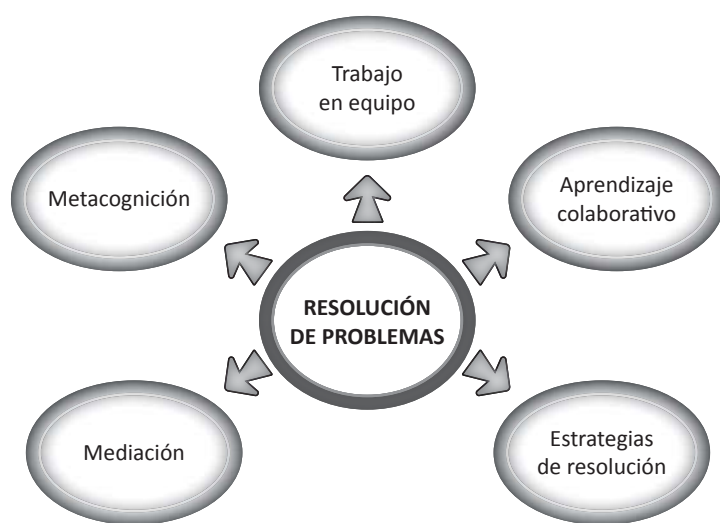 Trabajo
en equipo
Metacognición
Aprendizaje
colaborativo
RESOLUCIÓN
DE PROBLEMAS
Mediación
Estrategias
de resolución